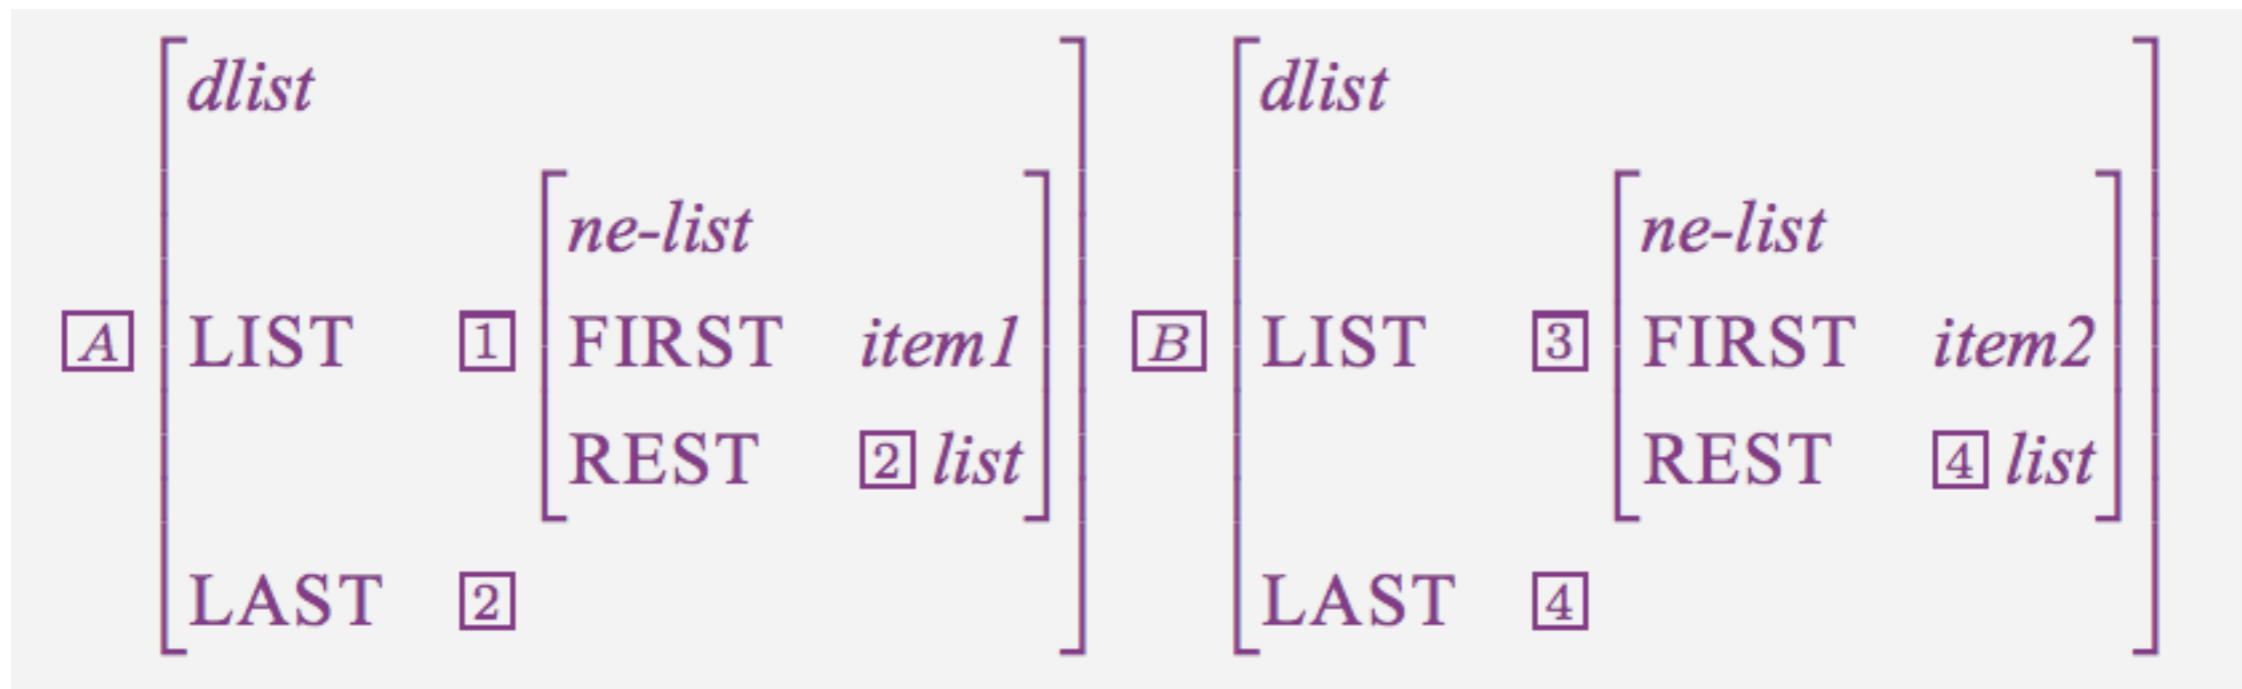 dlist dlist
ne-list ne-list
A LIST 1 FIRST item1 B LIST 3 FIRST item2
REST 2 list REST 4 list
LAST 2 LAST 4